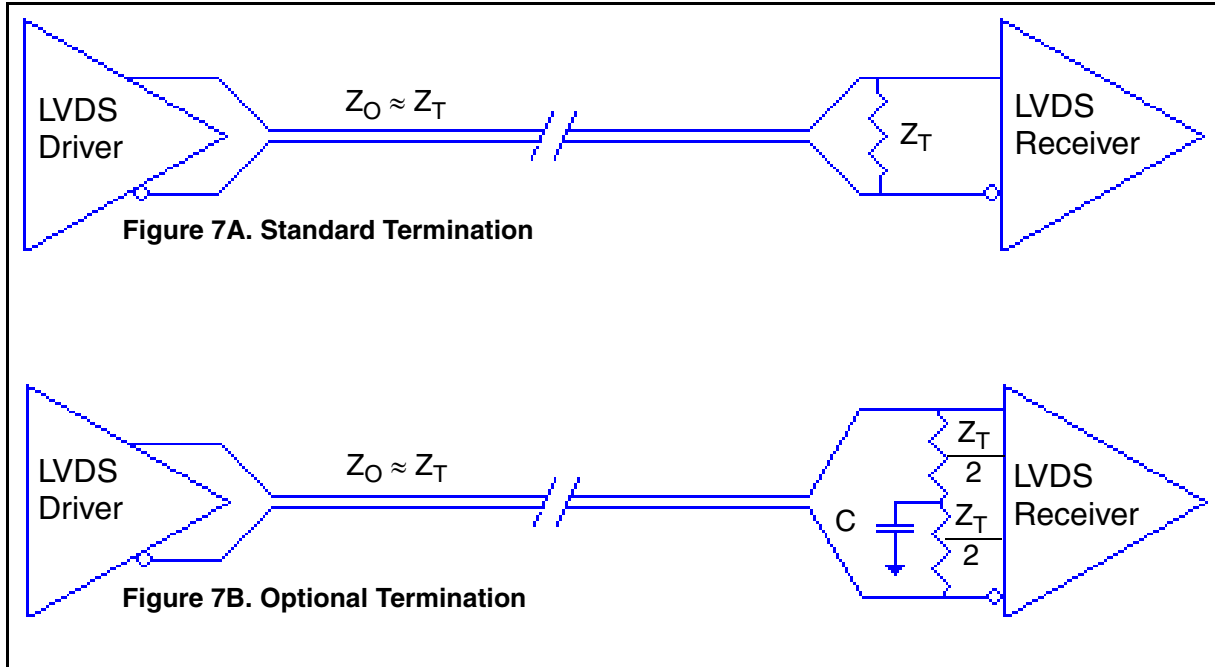 LVDS
Driver
Z_O ≈ Z_T
Z_T
LVDS
Receiver
Figure 7A. Standard Termination
LVDS
Driver
Z_O ≈ Z_T
C
Z_T
2
Z_T
2
LVDS
Receiver
Figure 7B. Optional Termination